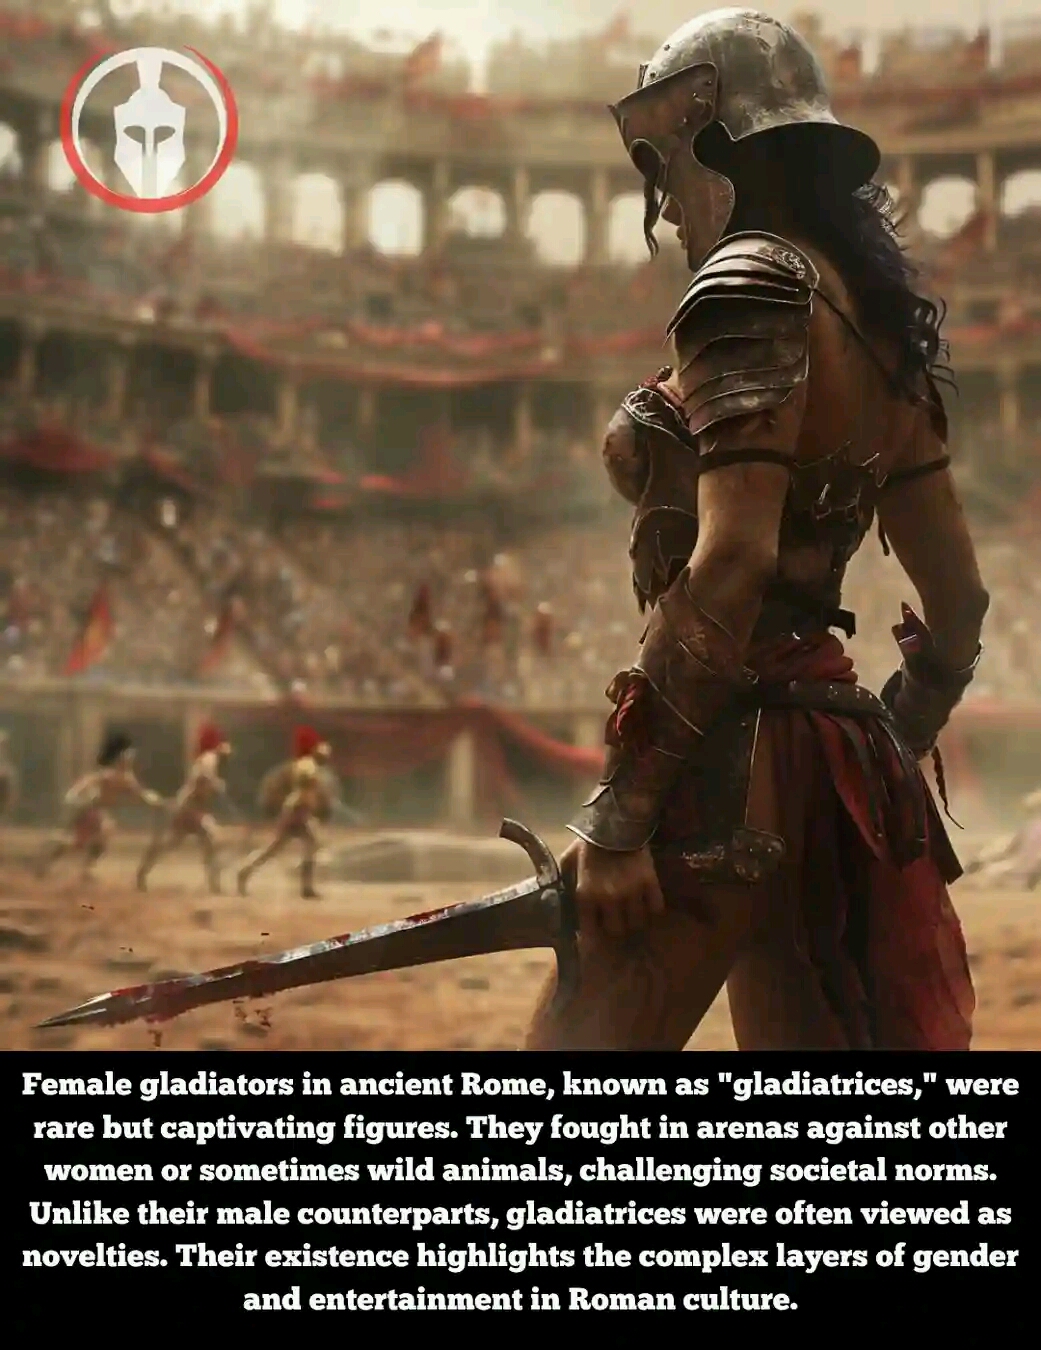 Female gladiators in ancient Rome, known as "gladiatrices," were
rare but captivating figures. They fought in arenas against other
women or sometimes wild animals, challenging societal norms.
Unlike their male counterparts, gladiatrices were often viewed as
novelties. Their existence highlights the complex layers of gender
and entertainment in Roman culture.